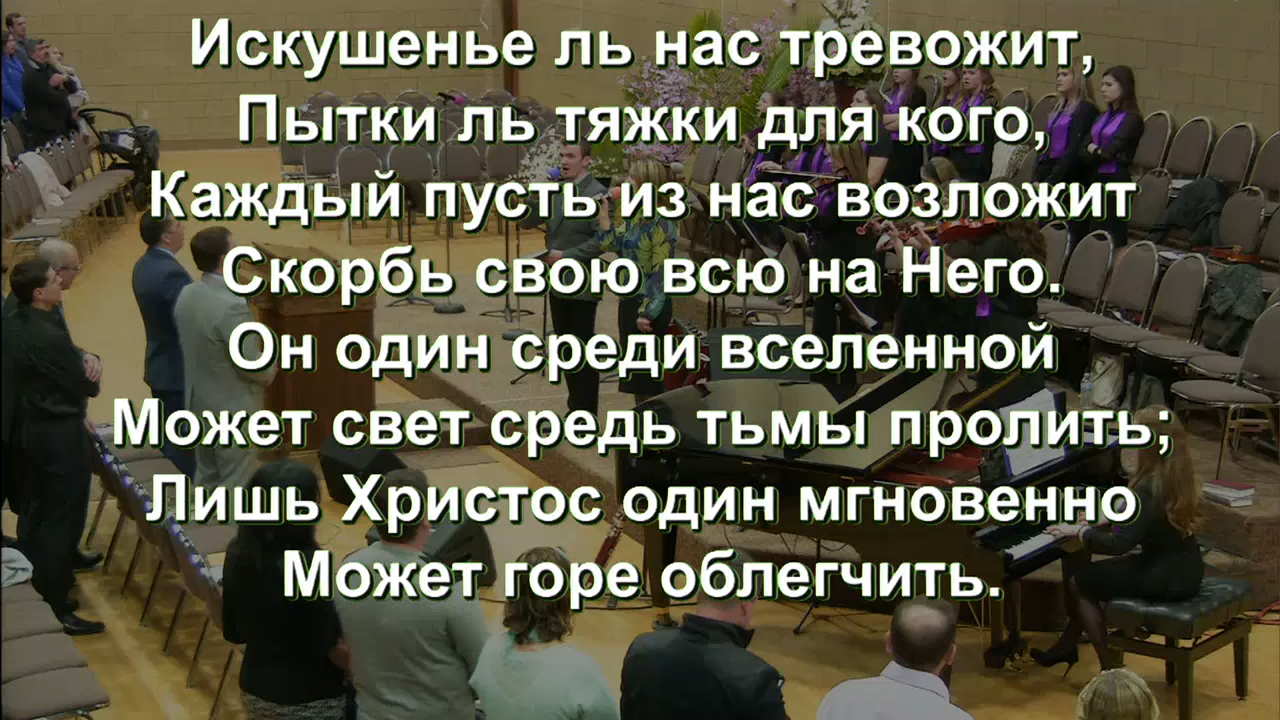 Искушенье ль нас тревожит,
Пытки ль тяжки для кого,
Каждый пусть из нас возложит
Скорбь свою всю на Него.
Он один среди вселенной
Может свет средь тьмы пролить;
Лишь Христос один мгновенно
Может горе облегчить.